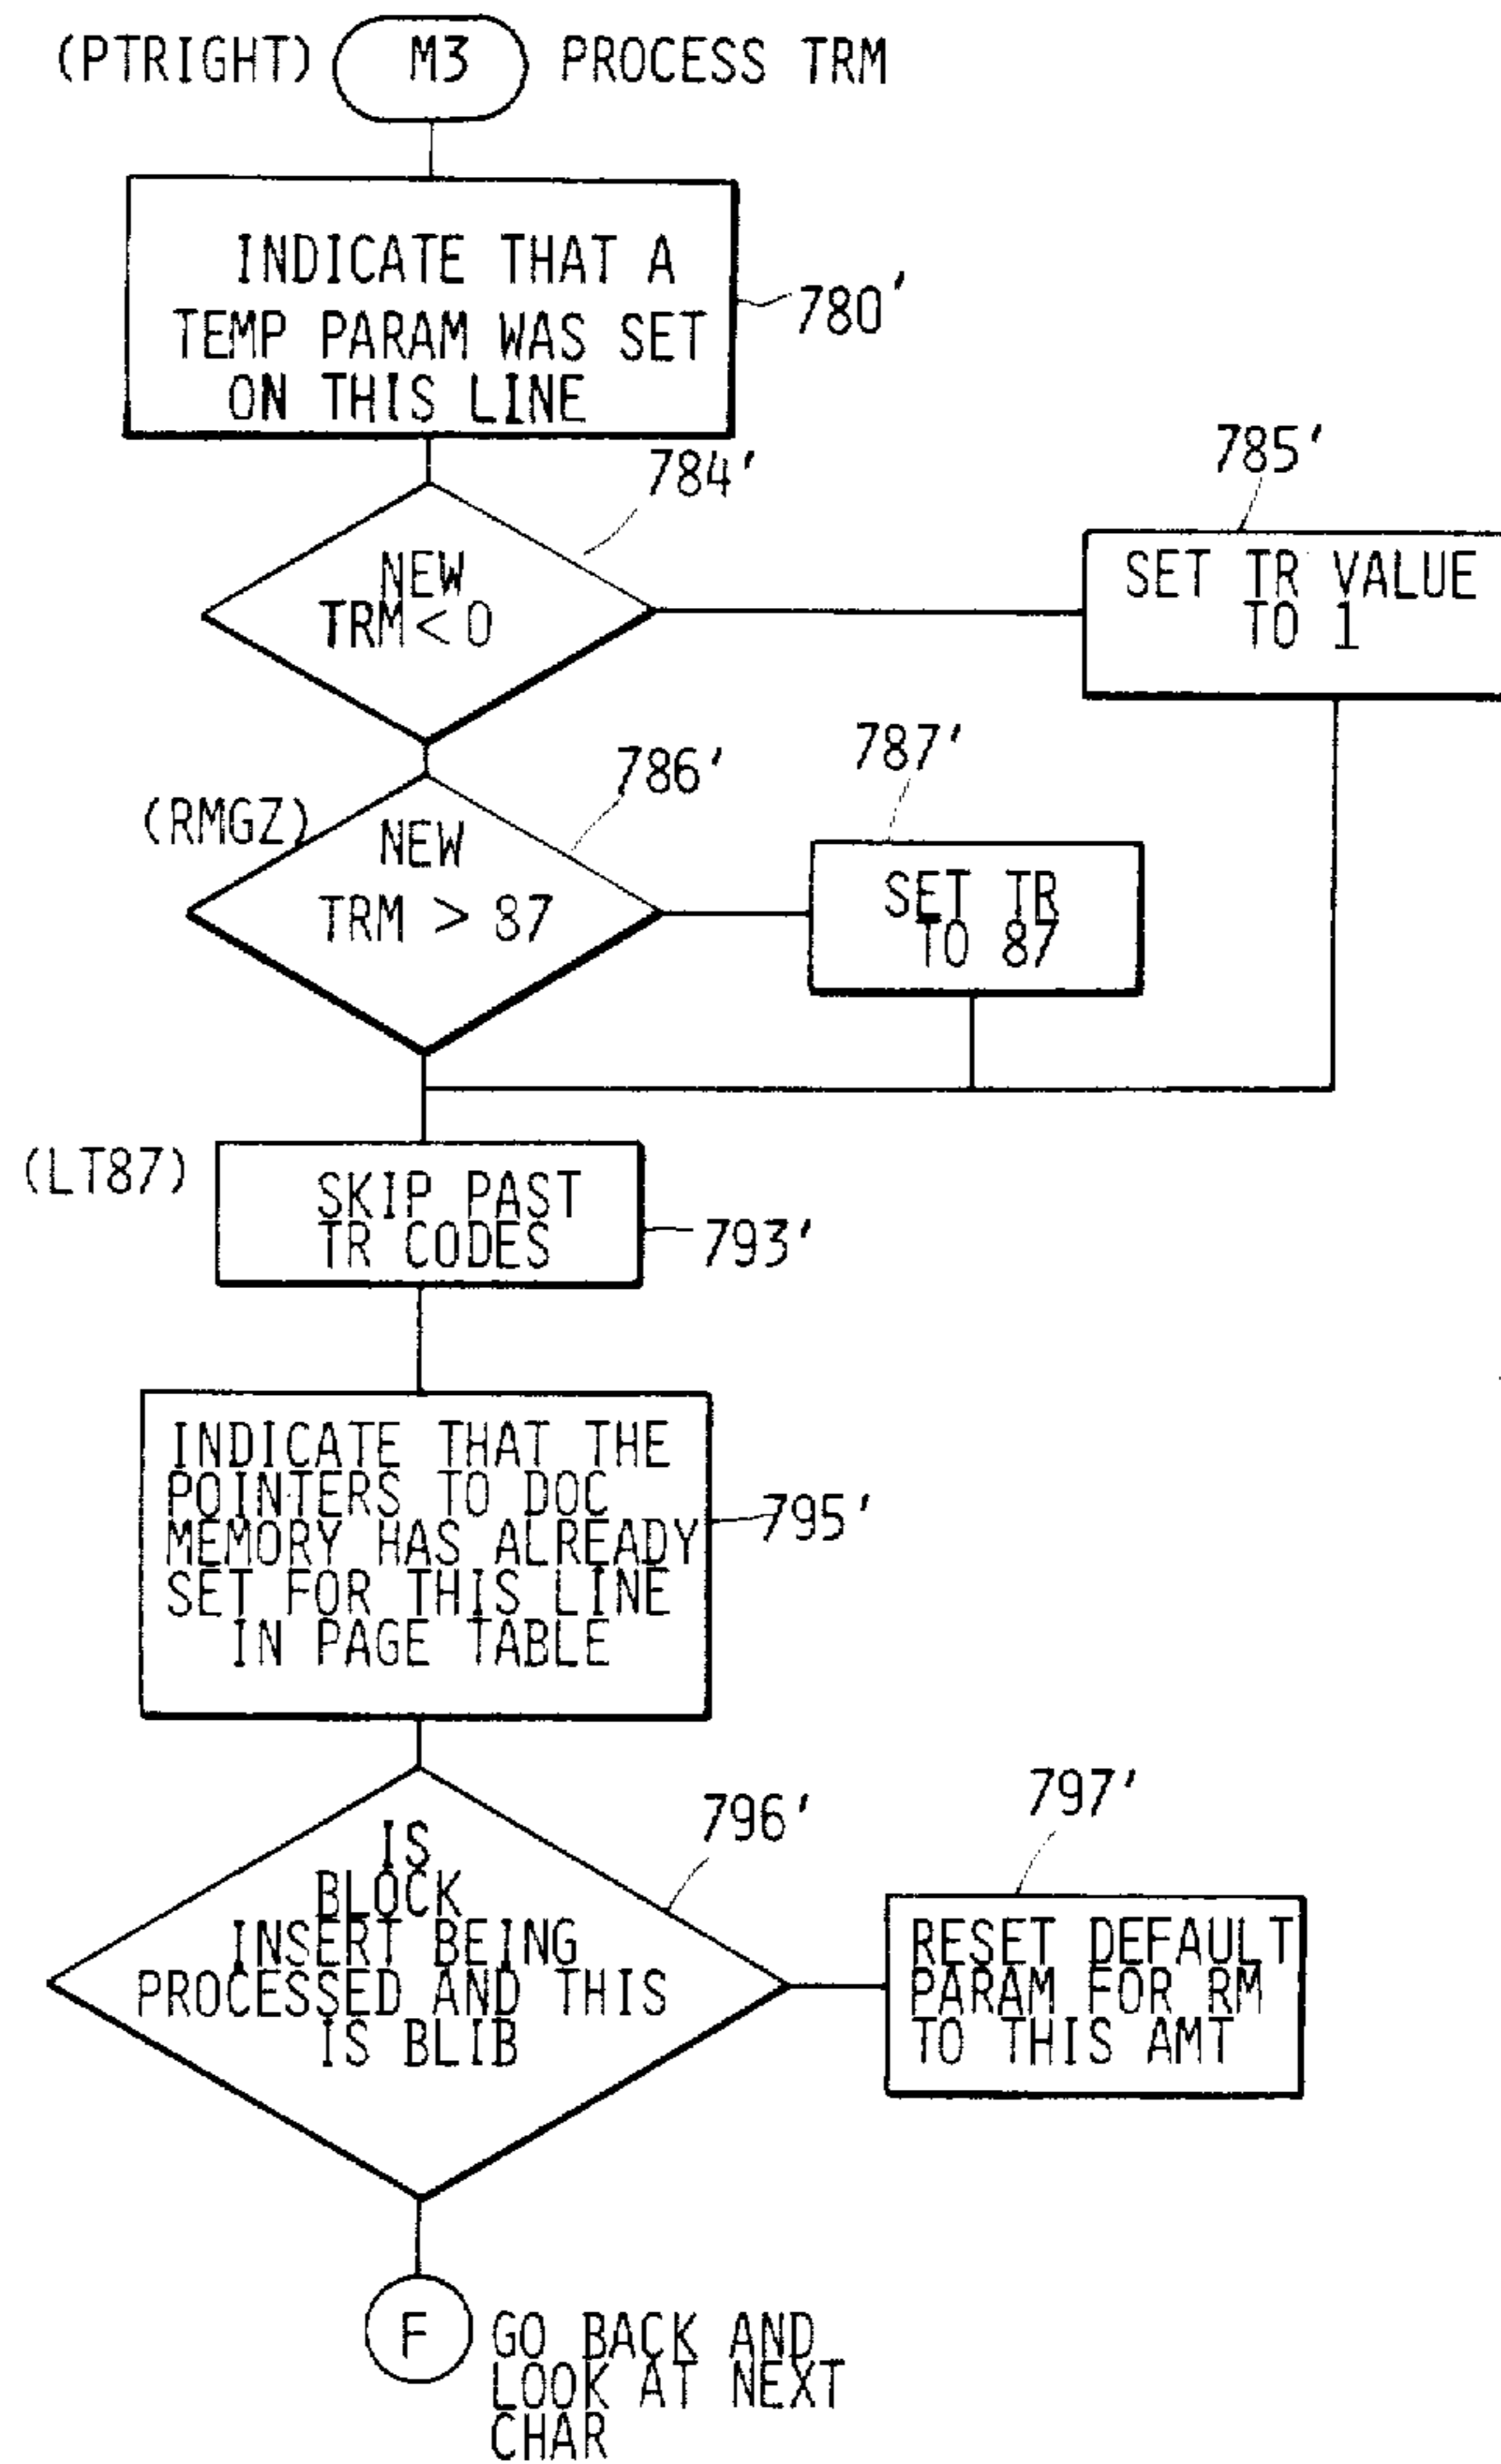 (PTRIGHT) M3 PROCESS TRM
INDICATE THAT A
TEMP PARAM WAS SET
ON THIS LINE
780'
784'
NEW
TRM < 0
785'
SET TR VALUE
TO 1
786'
(RMGZ)
NEW
TRM > 87
787'
SET TR
TO 87
(LT87)
SKIP PAST
TR CODES
793'
INDICATE THAT THE
POINTERS TO DOC
MEMORY HAS ALREADY
SET FOR THIS LINE
IN PAGE TABLE
795'
796'
IS
BLOCK
INSERT BEING
PROCESSED AND THIS
IS BLIB
797'
RESET DEFAULT
PARAM FOR RM
TO THIS AMT
F
GO BACK AND
LOOK AT NEXT
CHAR